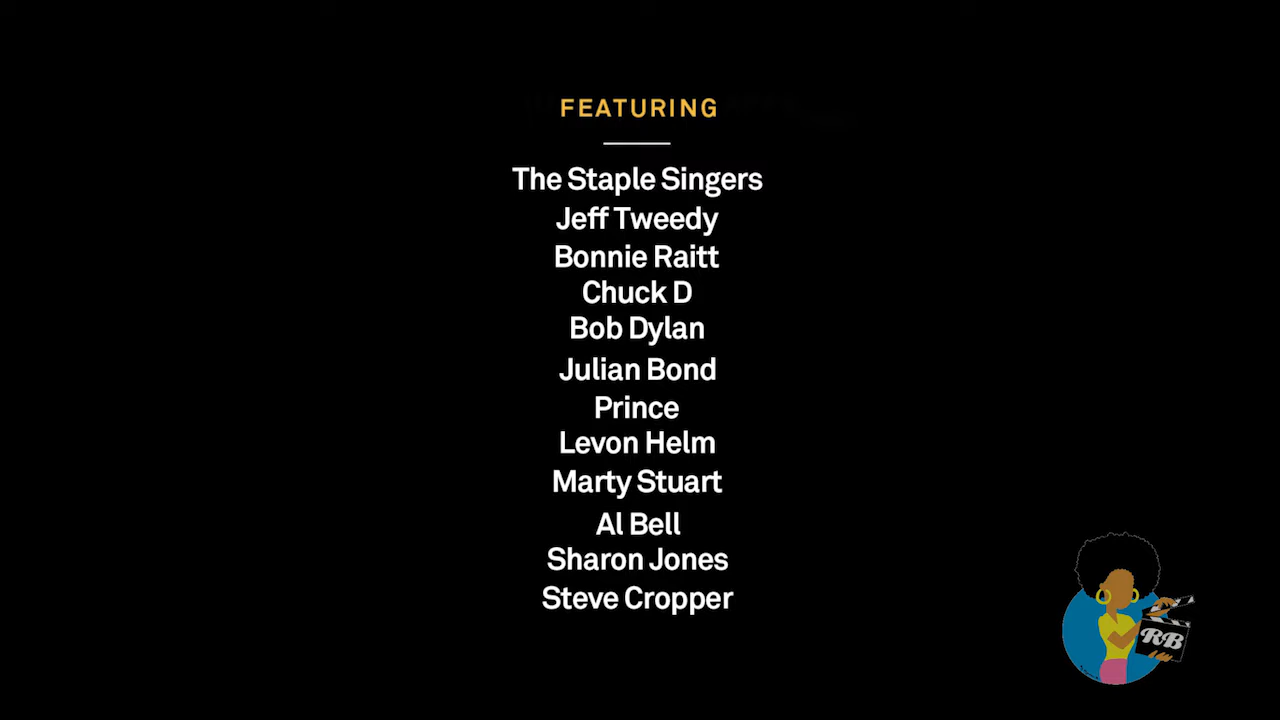 FEATURING
The Staple Singers
Jeff Tweedy
Bonnie Raitt
Chuck D
Bob Dylan
Julian Bond
Prince
Levon Helm
Marty Stuart
Al Bell
Sharon Jones
Steve Cropper
RB